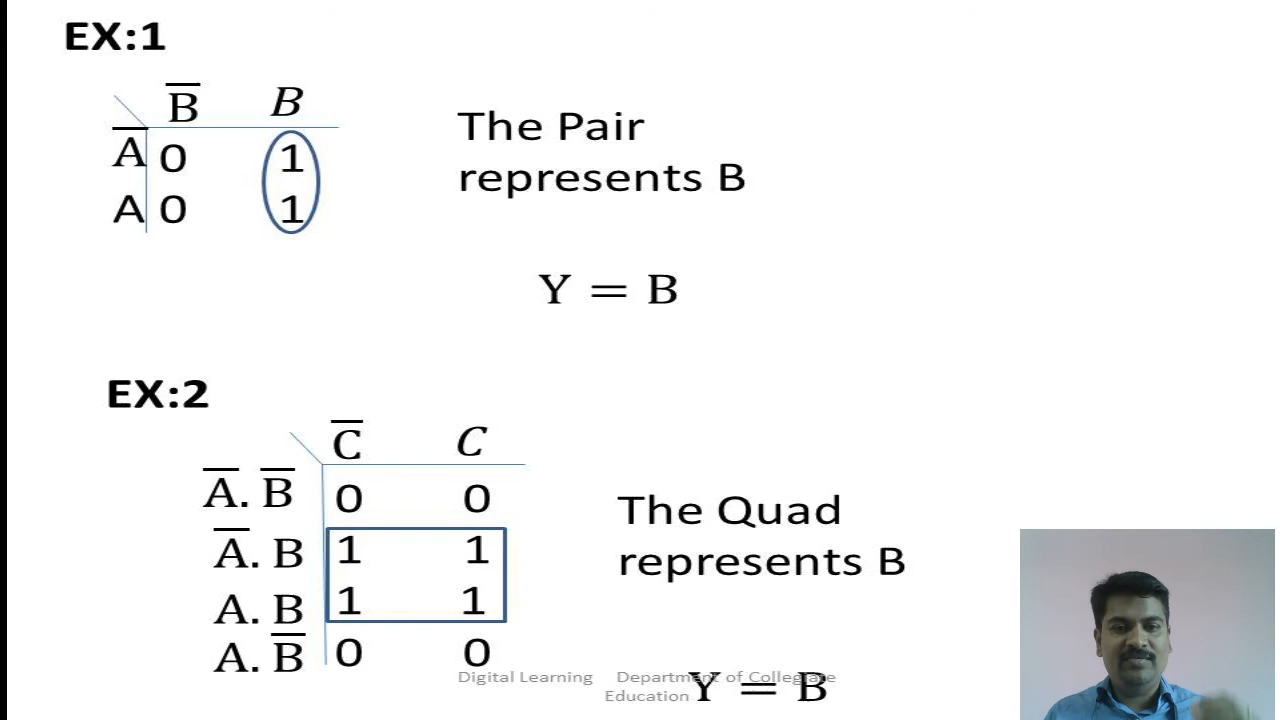 EX:1
B̅ B
A̅ 0 1
A 0 1
The Pair
represents B
Y = B
EX:2
C̅ C
A̅. B̅ 0 0
A̅. B 1 1
A. B 1 1
A. B̅ 0 0
The Quad
represents B
Digital Learning Department of Collegiate
Education
Y = B